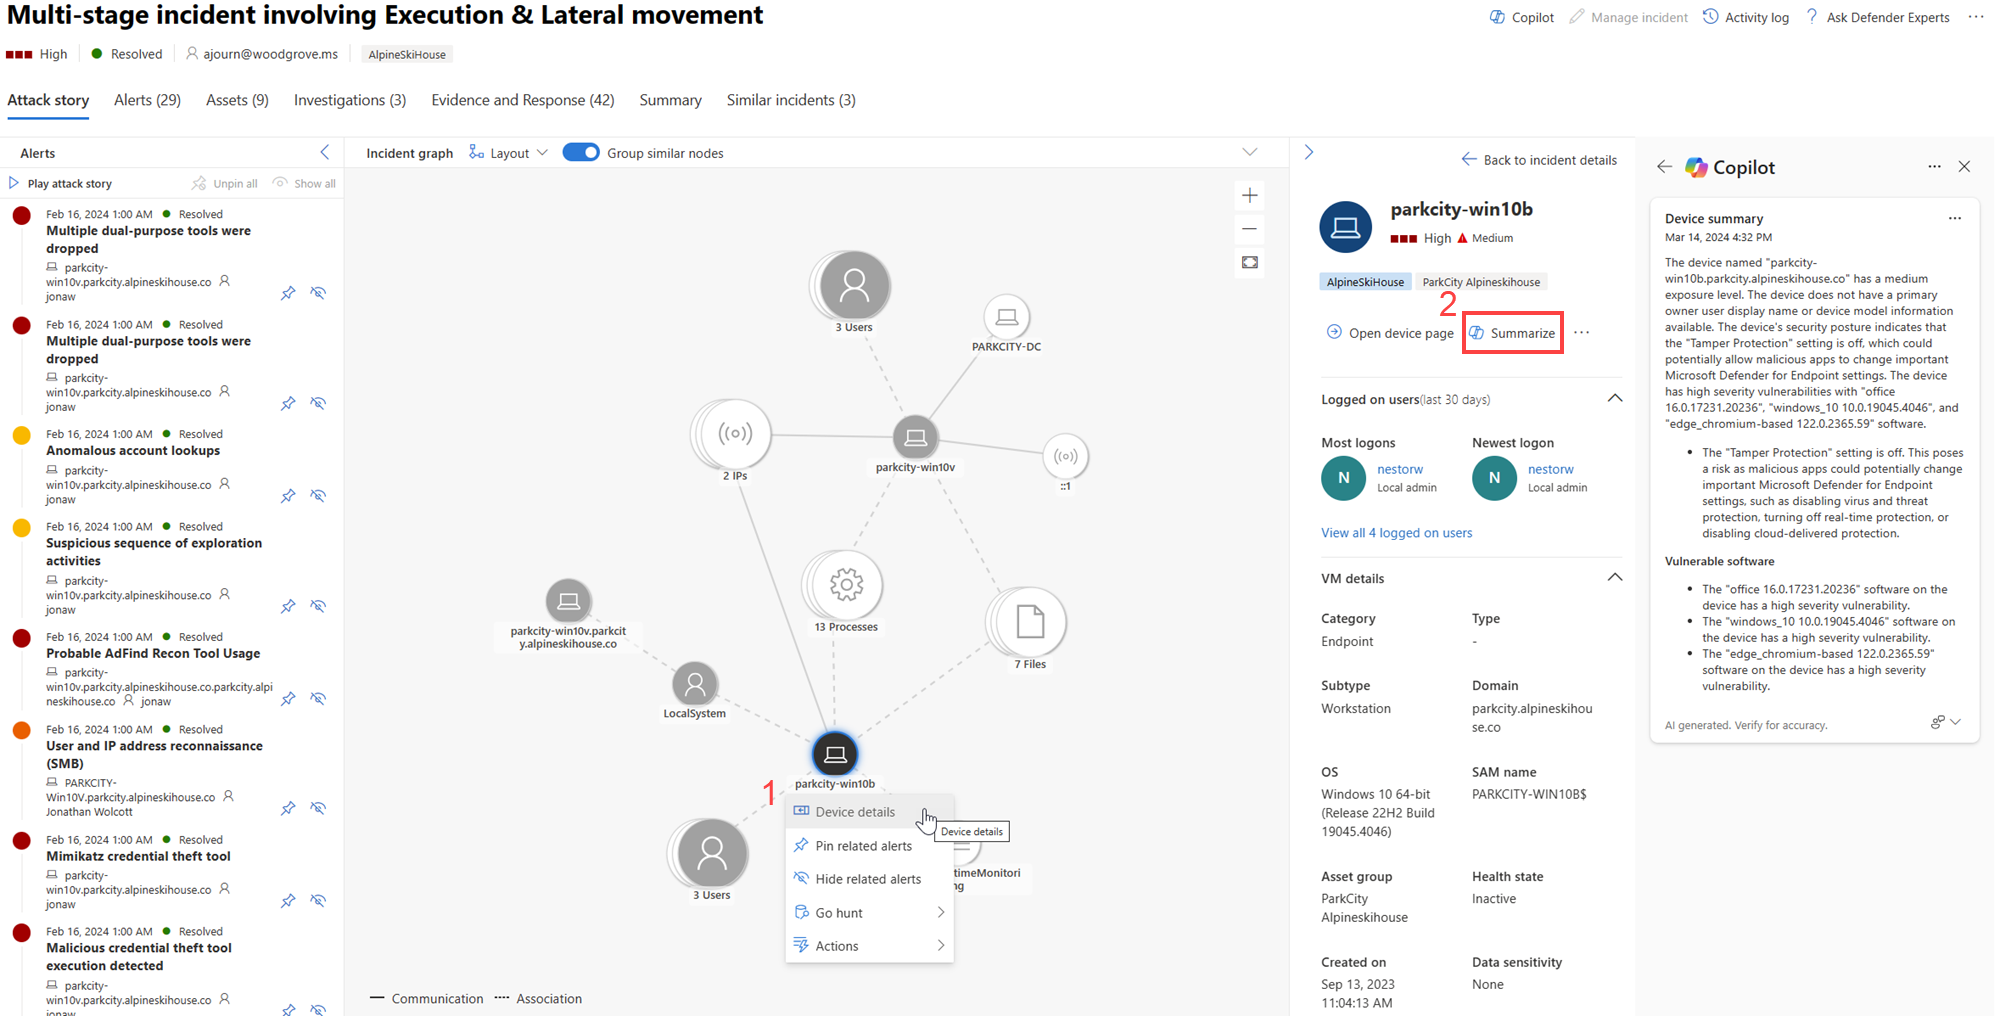 Multi-stage incident involving Execution & Lateral movement
Copilot
Manage incident
Activity log
Ask Defender Experts
High
Resolved
ajourn@woodgrove.ms
AlpineSkiHouse
Attack story
Alerts (29)
Assets (9)
Investigations (3)
Evidence and Response (42)
Summary
Similar incidents (3)
Alerts
Play attack story
Unpin all
Show all
Feb 16, 2024 1:00 AM
Resolved
Multiple dual-purpose tools were
dropped
parkcity-
win10v.parkcity.alpineskihouse.co
jonaw
Feb 16, 2024 1:00 AM
Resolved
Multiple dual-purpose tools were
dropped
parkcity-
win10v.parkcity.alpineskihouse.co
jonaw
Feb 16, 2024 1:00 AM
Resolved
Anomalous account lookups
parkcity-
win10v.parkcity.alpineskihouse.co
jonaw
Feb 16, 2024 1:00 AM
Resolved
Suspicious sequence of exploration
activities
parkcity-
win10v.parkcity.alpineskihouse.co
jonaw
Feb 16, 2024 1:00 AM
Resolved
Probable AdFind Recon Tool Usage
parkcity-
win10v.parkcity.alpineskihouse.co.parkcity.alpi
neskihouse.co
jonaw
Feb 16, 2024 1:00 AM
Resolved
User and IP address reconnaissance
(SMB)
PARKCITY-
Win10V.parkcity.alpineskihouse.co
Jonathan Wolcott
Feb 16, 2024 1:00 AM
Resolved
Mimikatz credential theft tool
parkcity-
win10v.parkcity.alpineskihouse.co
jonaw
Feb 16, 2024 1:00 AM
Resolved
Malicious credential theft tool
execution detected
parkcity-
win10v.parkcity.alpineskihouse.co
jonaw
Incident graph
Layout
Group similar nodes
3 Users
PARKCITY-DC
2 IPs
parkcity-win10v
::1
13 Processes
7 Files
parkcity-win10v.parkcit
y.alpineskihouse.co
LocalSystem
parkcity-win10b
1
3 Users
Device details
Device details
Pin related alerts
Hide related alerts
Go hunt
Actions
timeMonitori
ng
Communication
Association
Back to incident details
parkcity-win10b
High
Medium
AlpineSkiHouse
ParkCity Alpineskihouse
2
Open device page
Summarize
Logged on users(last 30 days)
Most logons
Newest logon
N
nestorw
Local admin
N
nestorw
Local admin
View all 4 logged on users
VM details
Category
Type
Endpoint
-
Subtype
Domain
Workstation
parkcity.alpineskihou
se.co
OS
SAM name
Windows 10 64-bit
(Release 22H2 Build
19045.4046)
PARKCITY-WIN10B$
Asset group
Health state
ParkCity
Alpineskihouse
Inactive
Created on
Data sensitivity
Sep 13, 2023
11:04:13 AM
None
Copilot
Device summary
Mar 14, 2024 4:32 PM
The device named "parkcity-
win10b.parkcity.alpineskihouse.co" has a medium
exposure level. The device does not have a primary
owner user display name or device model information
available. The device's security posture indicates that
the "Tamper Protection" setting is off, which could
potentially allow malicious apps to change important
Microsoft Defender for Endpoint settings. The device
has high severity vulnerabilities with "office
16.0.17231.20236", "windows_10 10.0.19045.4046", and
"edge_chromium-based 122.0.2365.59" software.
The "Tamper Protection" setting is off. This poses
a risk as malicious apps could potentially change
important Microsoft Defender for Endpoint
settings, such as disabling virus and threat
protection, turning off real-time protection, or
disabling cloud-delivered protection.
Vulnerable software
The "office 16.0.17231.20236" software on the
device has a high severity vulnerability.
The "windows_10 10.0.19045.4046" software on
the device has a high severity vulnerability.
The "edge_chromium-based 122.0.2365.59"
software on the device has a high severity
vulnerability.
AI generated. Verify for accuracy.